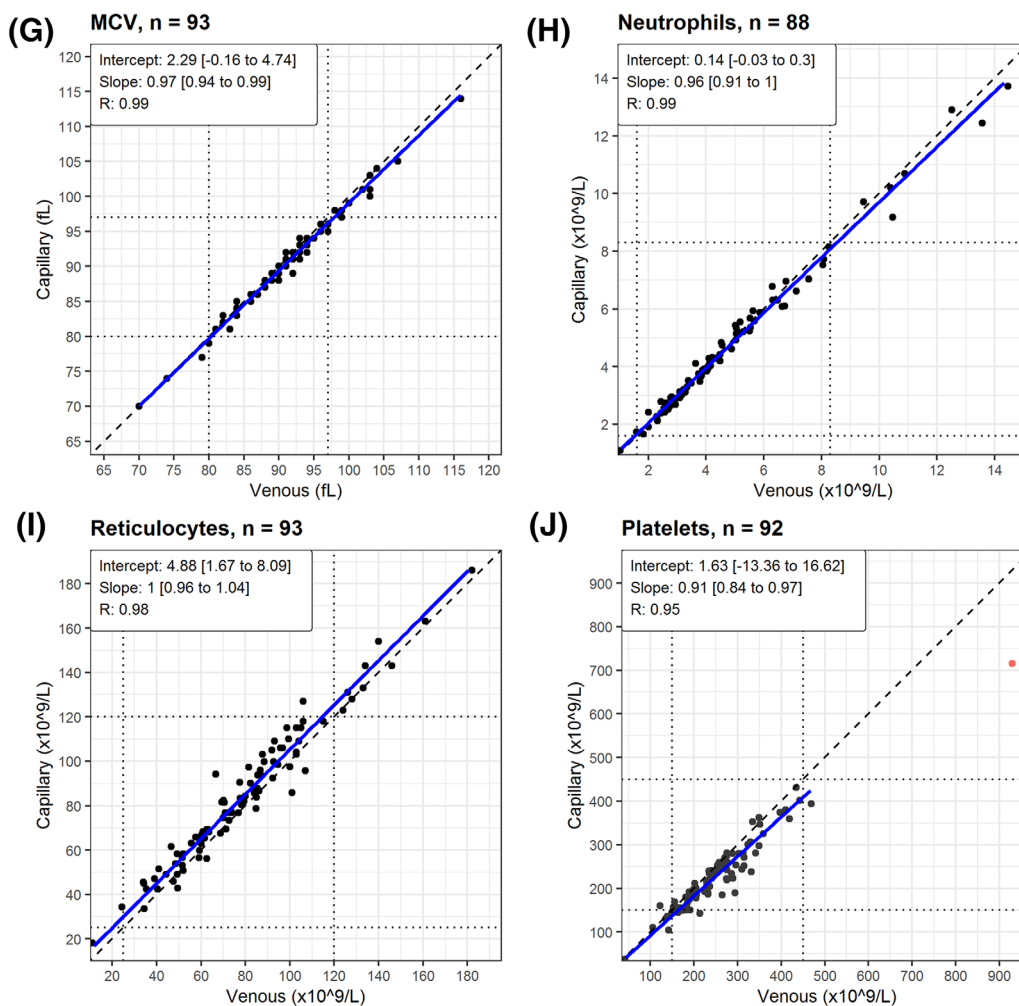 (G)
MCV, n = 93
Intercept: 2.29 [-0.16 to 4.74]
Slope: 0.97 [0.94 to 0.99]
R: 0.99
120
115
110
105
100
95
90
85
80
75
70
65
Capillary (fL)
65 70 75 80 85 90 95 100 105 110 115 120
Venous (fL)
(H)
Neutrophils, n = 88
Intercept: 0.14 [-0.03 to 0.3]
Slope: 0.96 [0.91 to 1]
R: 0.99
14
12
10
8
6
4
2
Capillary (x10^9/L)
2 4 6 8 10 12 14
Venous (x10^9/L)
(I)
Reticulocytes, n = 93
Intercept: 4.88 [1.67 to 8.09]
Slope: 1 [0.96 to 1.04]
R: 0.98
180
160
140
120
100
80
60
40
20
Capillary (x10^9/L)
20 40 60 80 100 120 140 160 180
Venous (x10^9/L)
(J)
Platelets, n = 92
Intercept: 1.63 [-13.36 to 16.62]
Slope: 0.91 [0.84 to 0.97]
R: 0.95
900
800
700
600
500
400
300
200
100
Capillary (x10^9/L)
100 200 300 400 500 600 700 800 900
Venous (x10^9/L)